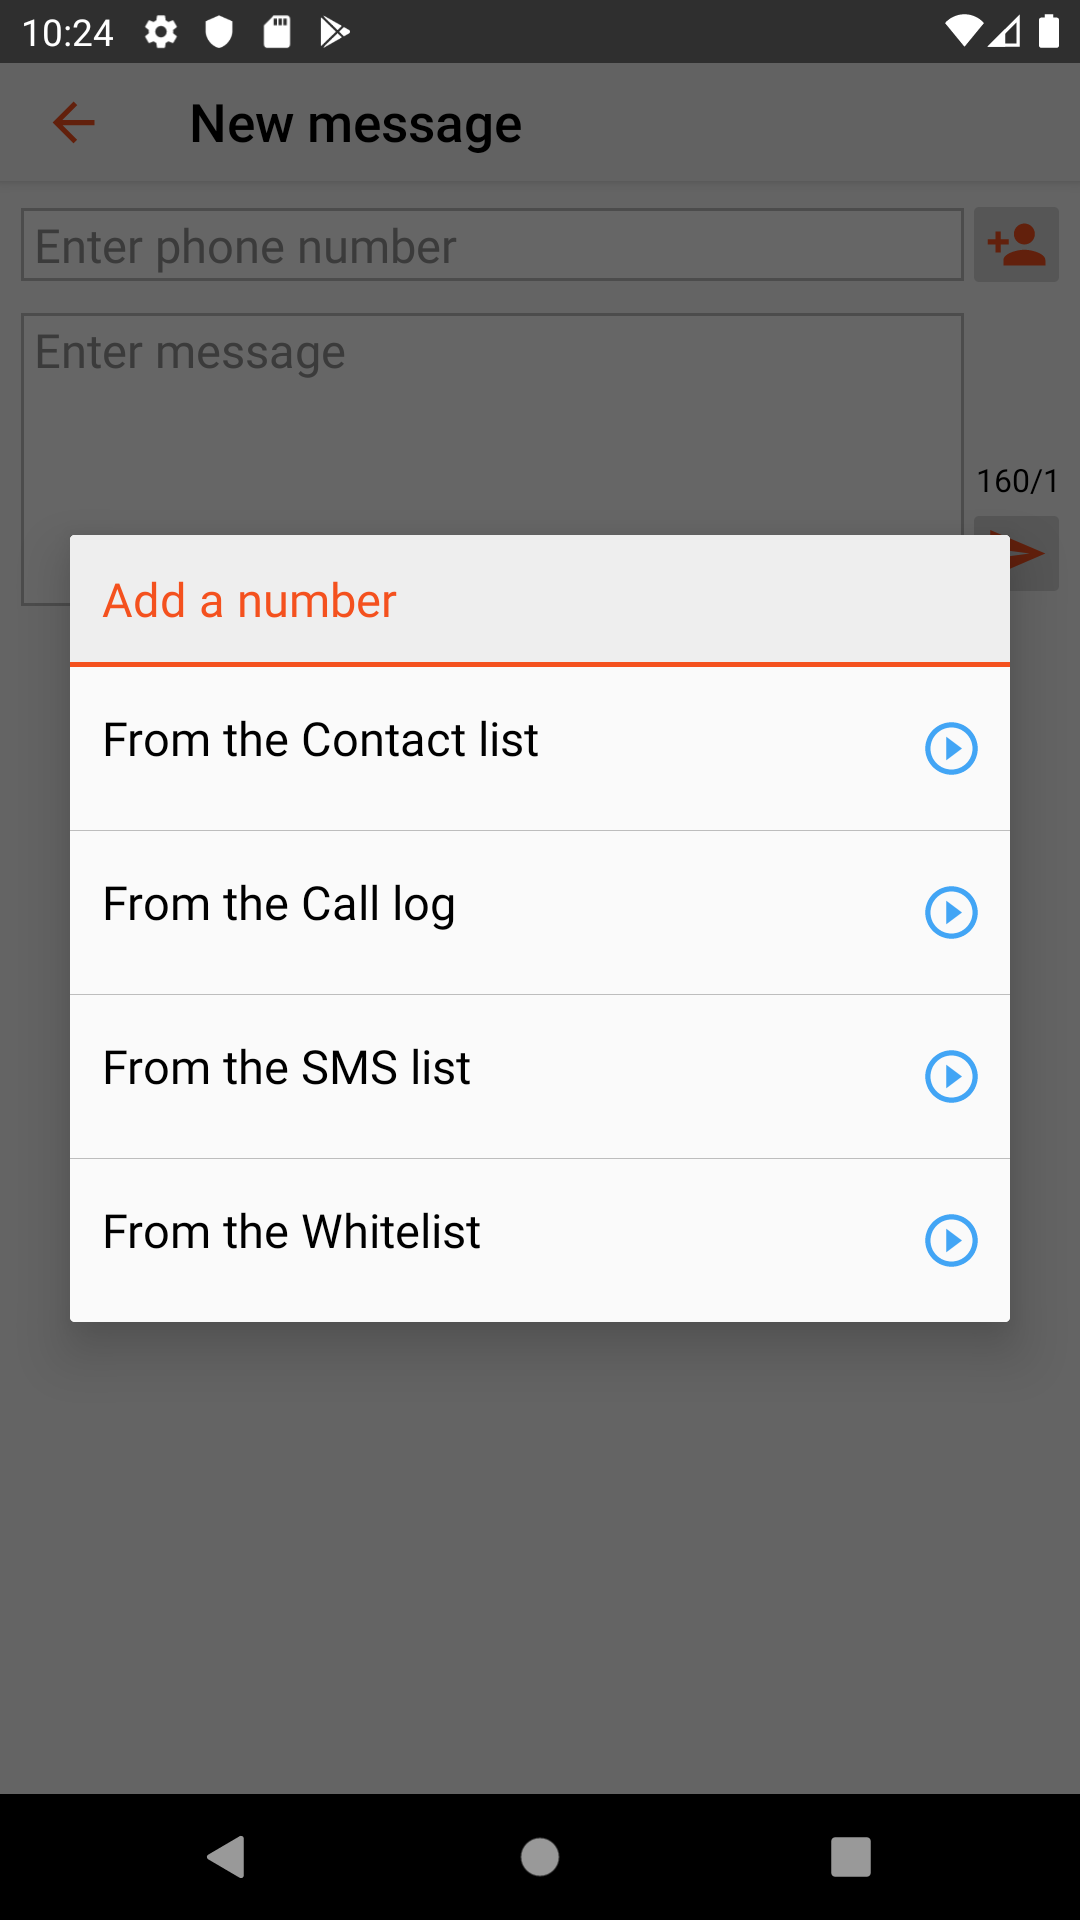 10:24
New message
Enter phone number
Enter message
160/1
Add a number
From the Contact list
From the Call log
From the SMS list
From the Whitelist